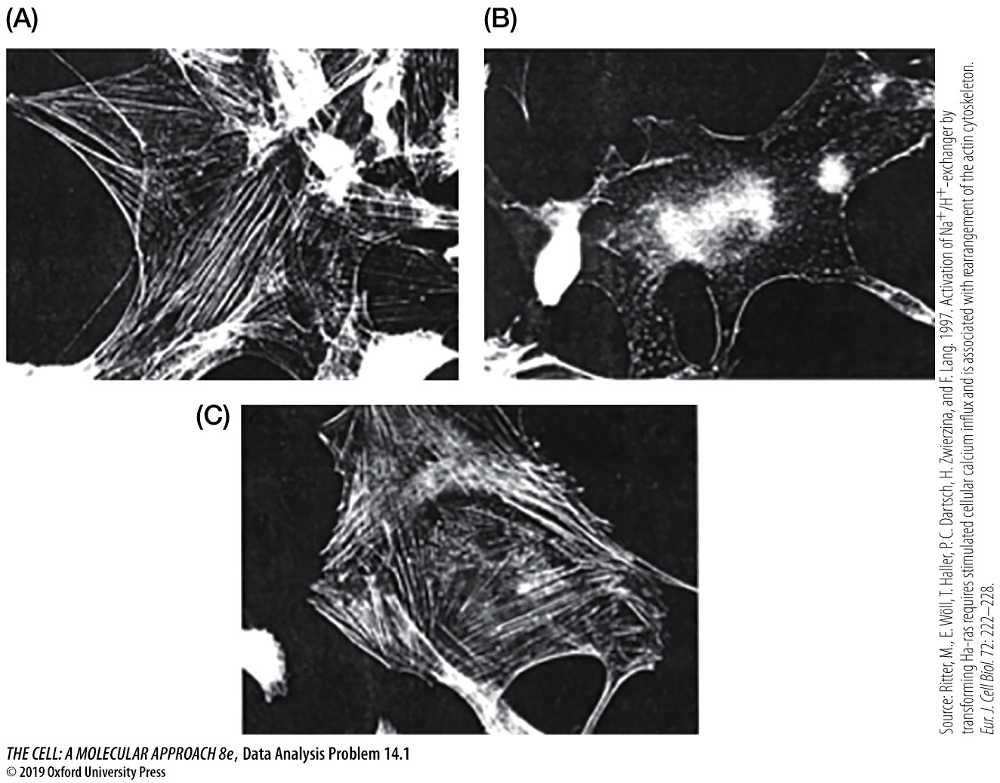 (A)
(B)
(C)
Source: Ritter, M., E. Wöll, T. Haller, P. C. Dartsch, H. Zwierzina, and F. Lang. 1997. Activation of Na⁺/H⁺-exchanger by
transforming Ha-ras requires stimulated cellular calcium influx and is associated with rearrangement of the actin cytoskeleton.
Eur. J. Cell Biol. 72: 222–228.
THE CELL: A MOLECULAR APPROACH 8e, Data Analysis Problem 14.1
© 2019 Oxford University Press